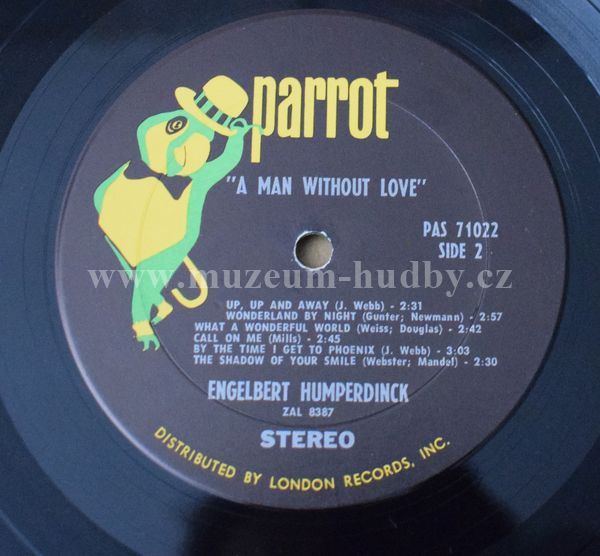 parrot
"A MAN WITHOUT LOVE"
PAS 71022
SIDE 2
www.muzeum-hudby.cz
UP, UP AND AWAY (J. Webb) - 2:31
WONDERLAND BY NIGHT (Gunter; Newmann) - 2:57
WHAT A WONDERFUL WORLD (Weiss; Douglas) - 2:42
CALL ON ME (Mills) - 2:45
BY THE TIME I GET TO PHOENIX (J. Webb) - 3:03
THE SHADOW OF YOUR SMILE (Webster; Mandel) - 2:30
ENGELBERT HUMPERDINCK
ZAL 8387
STEREO
DISTRIBUTED BY LONDON RECORDS, INC.